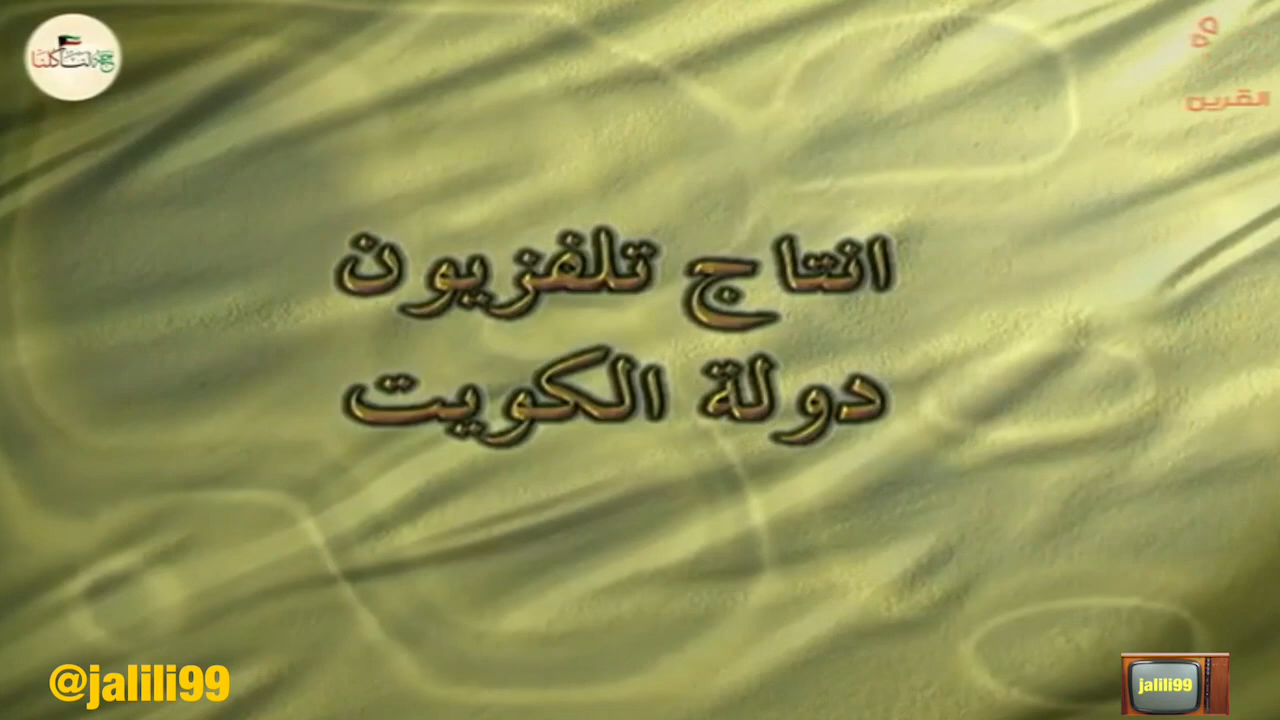 القرين
انتاج تلفزيون
دولة الكويت
@jalili99
jalili99